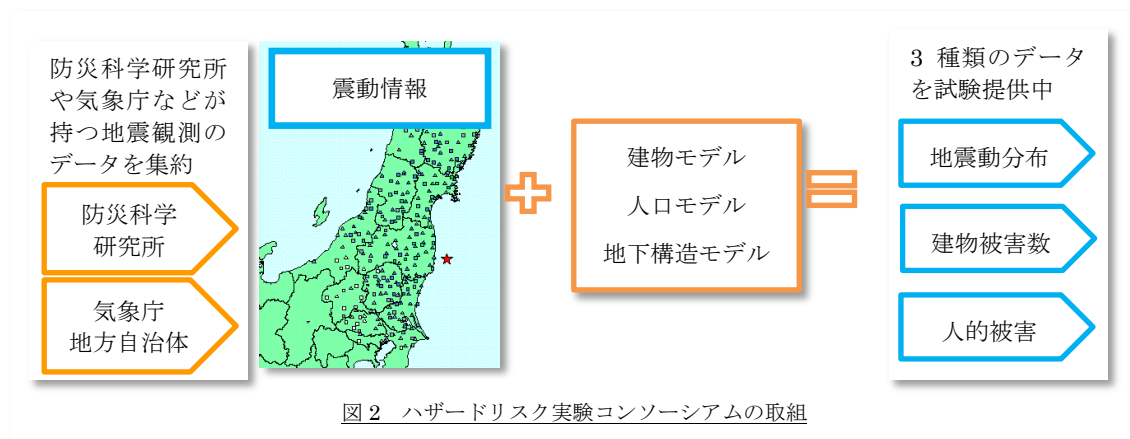 防災科学研究所
や気象庁などが
持つ地震観測の
データを集約
防災科学
研究所
気象庁
地方自治体
震動情報
建物モデル
人口モデル
地下構造モデル
3 種類のデータ
を試験提供中
地震動分布
建物被害数
人的被害
図 2 ハザードリスク実験コンソーシアムの取組